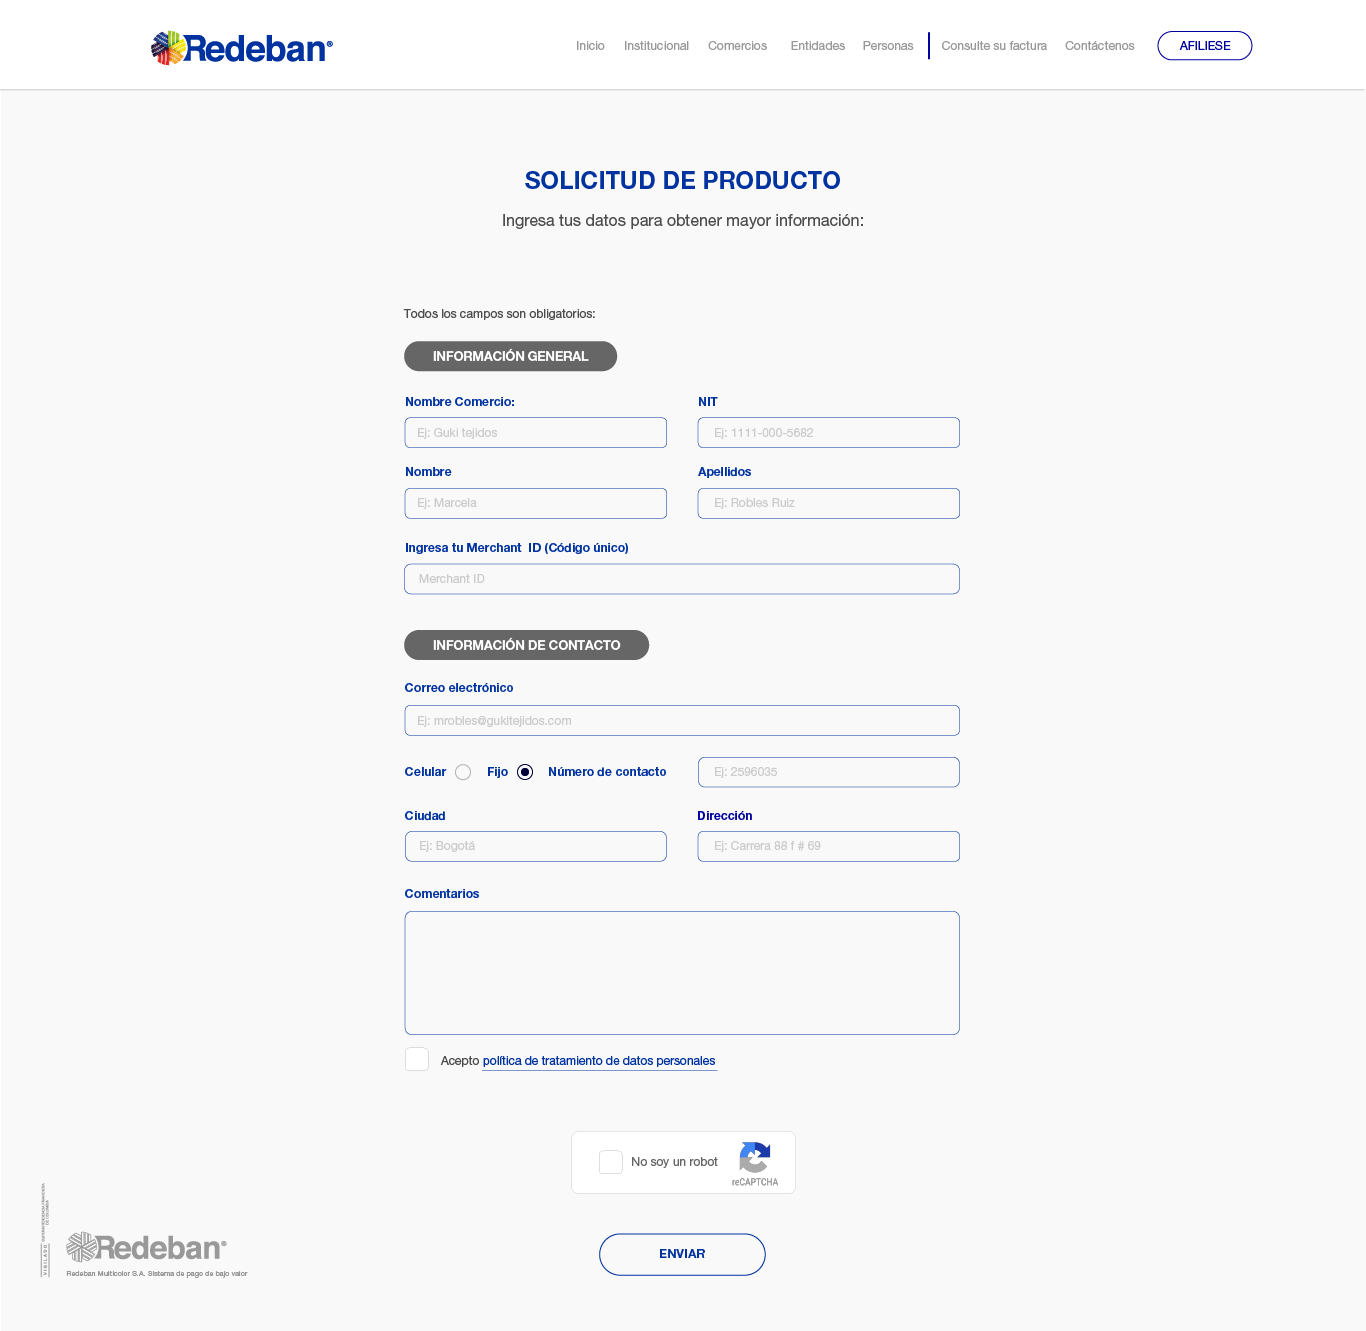 Redeban®
Inicio Institucional Comercios Entidades Personas Consulte su factura Contáctenos AFILIESE
SOLICITUD DE PRODUCTO
Ingresa tus datos para obtener mayor información:
Todos los campos son obligatorios:
INFORMACIÓN GENERAL
Nombre Comercio: NIT
Ej: Guki tejidos Ej: 1111-000-5682
Nombre Apellidos
Ej: Marcela Ej: Robles Ruiz
Ingresa tu Merchant ID (Código único)
Merchant ID
INFORMACIÓN DE CONTACTO
Correo electrónico
Ej: mrobles@gukitejidos.com
Celular Fijo Número de contacto Ej: 2596035
Ciudad Dirección
Ej: Bogotá Ej: Carrera 88 f # 69
Comentarios
Acepto política de tratamiento de datos personales
No soy un robot
reCAPTCHA
VIGILADO SUPERINTENDENCIA FINANCIERA
DE COLOMBIA
Redeban®
Redeban Multicolor S.A. Sistema de pago de bajo valor
ENVIAR